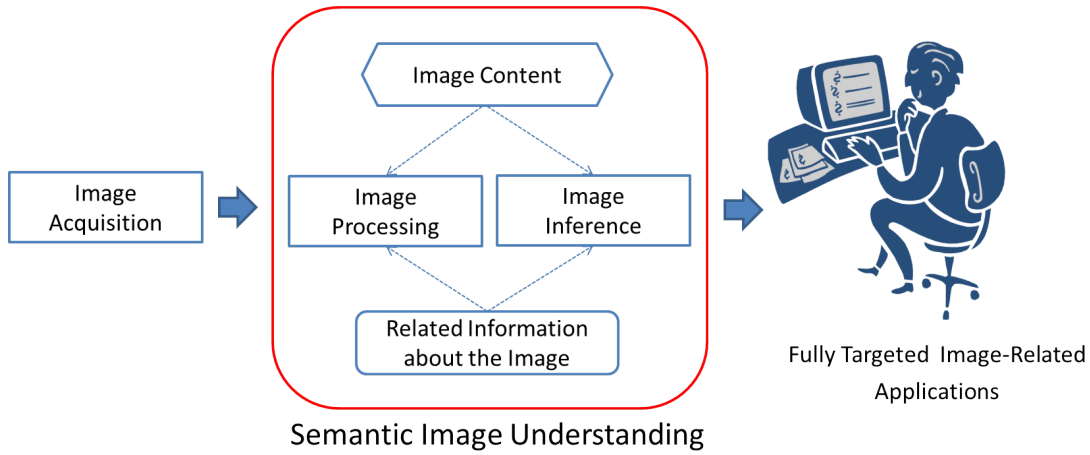 Image Content
Image
Acquisition
Image
Processing
Image
Inference
Related Information
about the Image
Semantic Image Understanding
Fully Targeted Image-Related
Applications